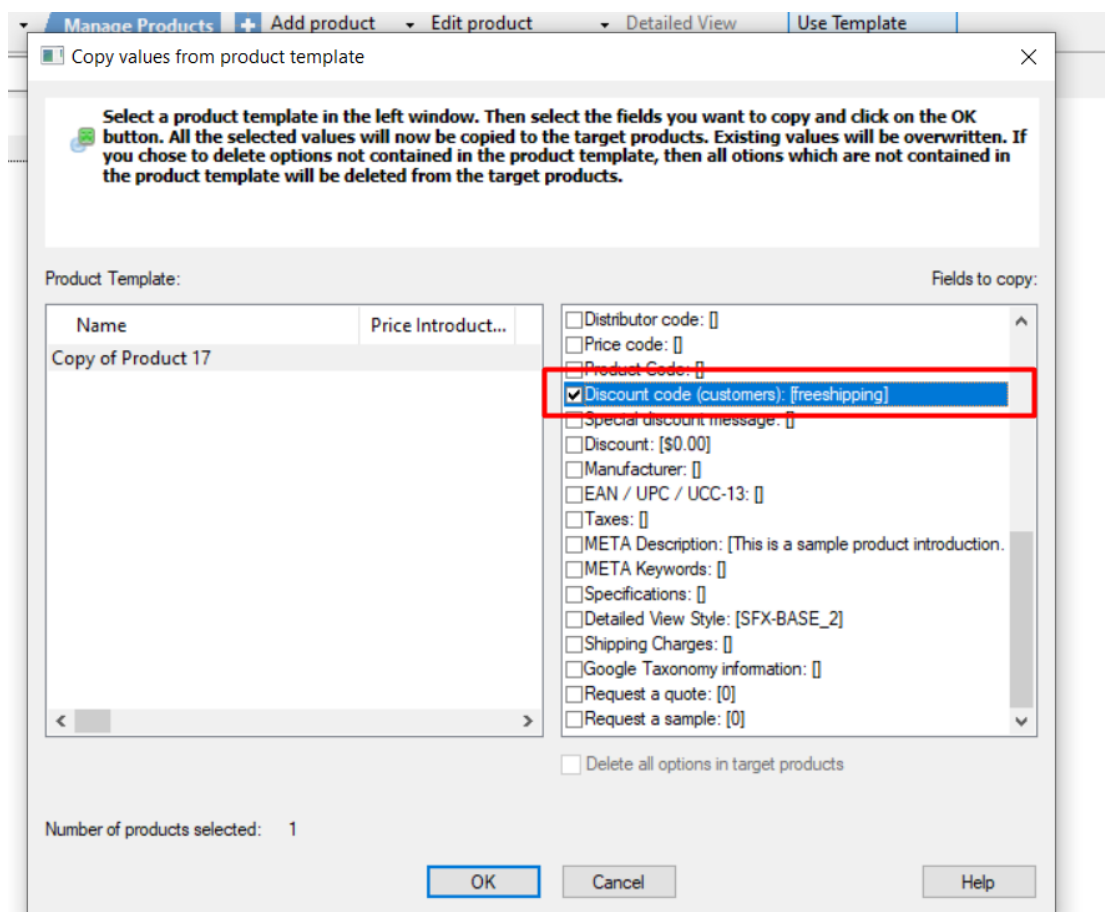 Manage Products Add product Edit product Detailed View Use Template
Copy values from product template
Select a product template in the left window. Then select the fields you want to copy and click on the OK
button. All the selected values will now be copied to the target products. Existing values will be overwritten. If
you chose to delete options not contained in the product template, then all otions which are not contained in
the product template will be deleted from the target products.
Product Template:
Fields to copy:
Name Price Introduct...
Copy of Product 17
Distributor code: []
Price code: []
Product Code: []
Discount code (customers): [freeshipping]
Special discount message: []
Discount: [$0.00]
Manufacturer: []
EAN / UPC / UCC-13: []
Taxes: []
META Description: [This is a sample product introduction.
META Keywords: []
Specifications: []
Detailed View Style: [SFX-BASE_2]
Shipping Charges: []
Google Taxonomy information: []
Request a quote: [0]
Request a sample: [0]
Delete all options in target products
Number of products selected: 1
OK Cancel Help